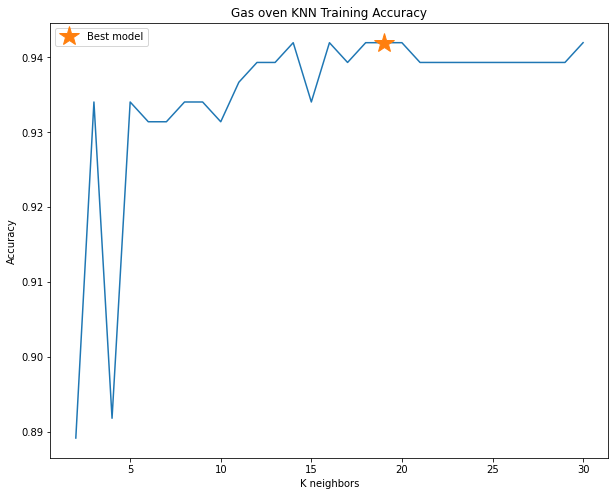 Gas oven KNN Training Accuracy
Best model
0.94
0.93
0.92
0.91
0.90
0.89
Accuracy
5 10 15 20 25 30
K neighbors